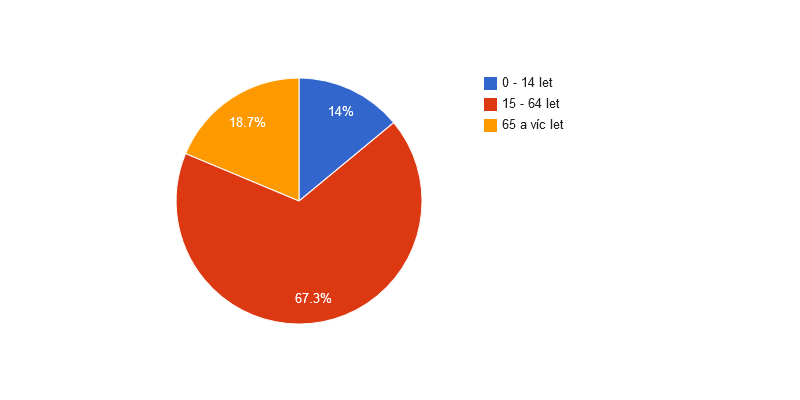 0 - 14 let
15 - 64 let
65 a víc let
14%
18.7%
67.3%